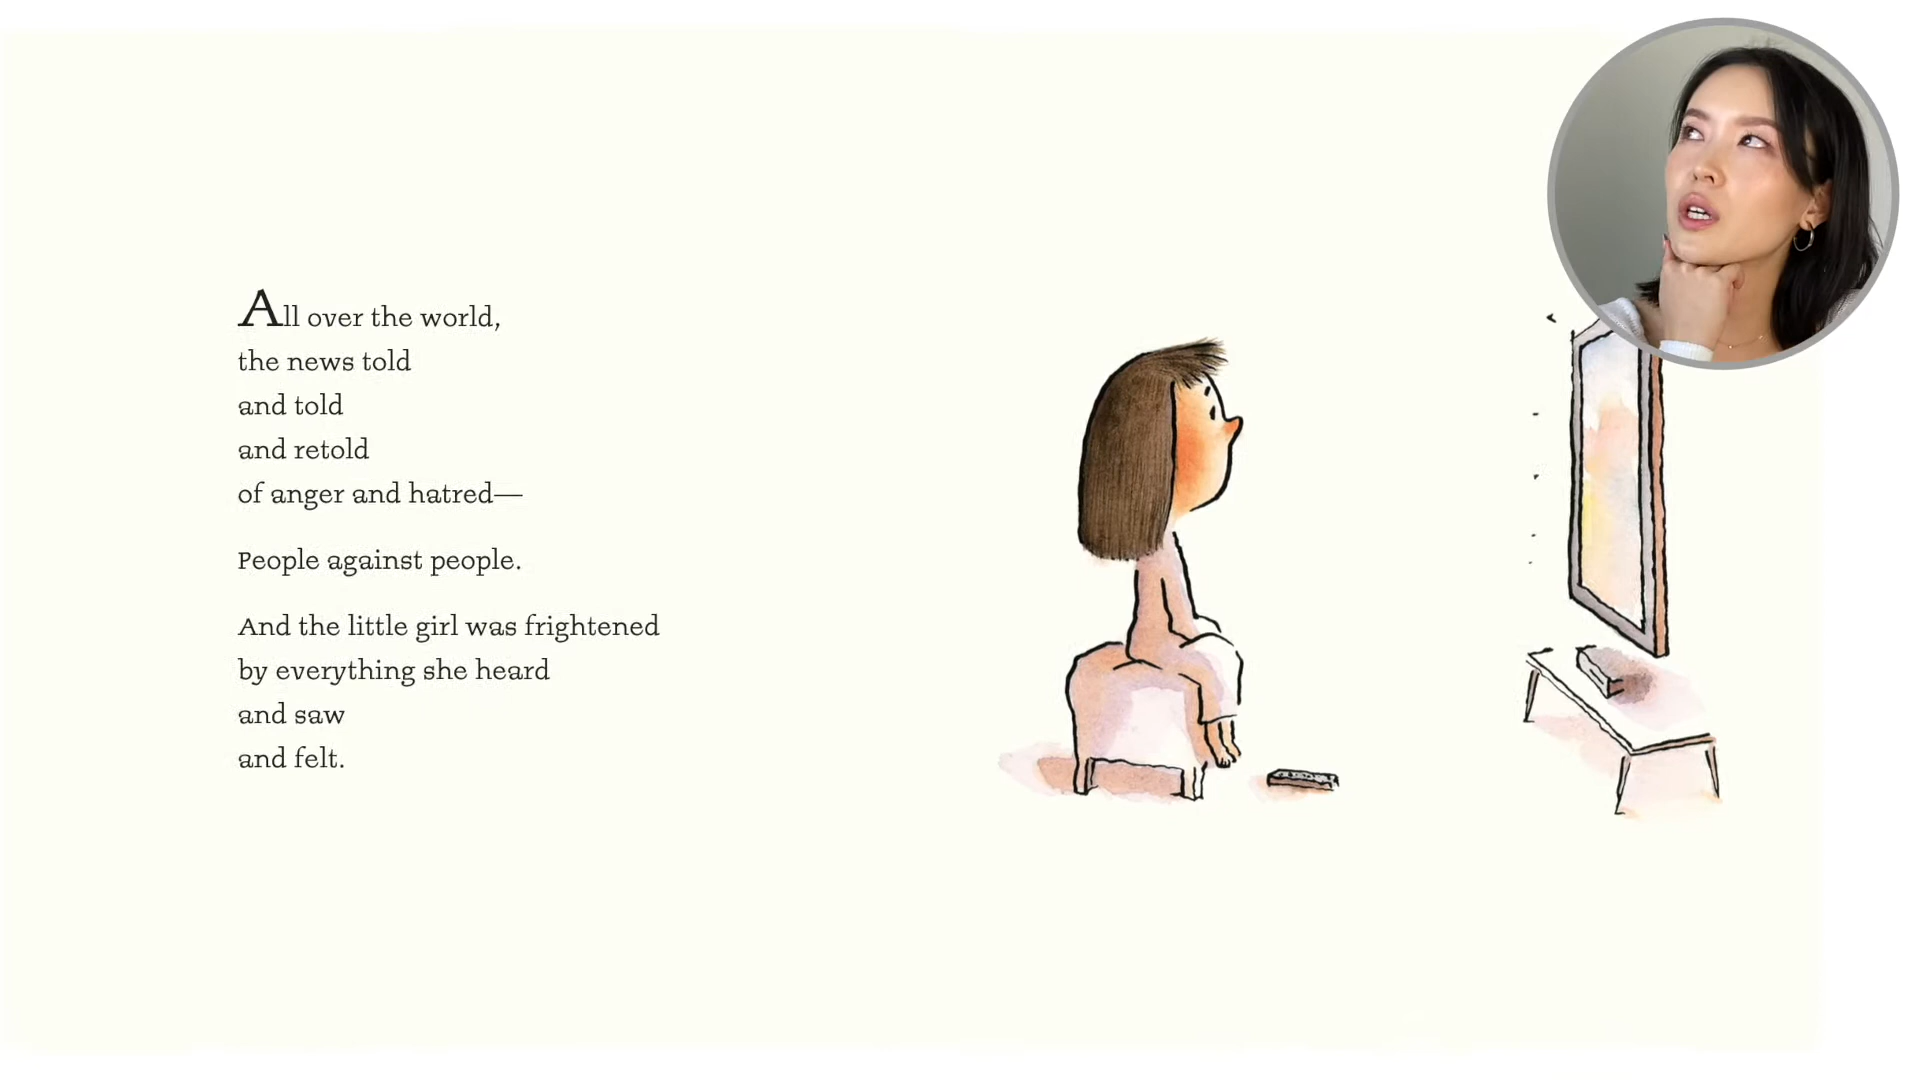 All over the world,
the news told
and told
and retold
of anger and hatred—
People against people.
And the little girl was frightened
by everything she heard
and saw
and felt.